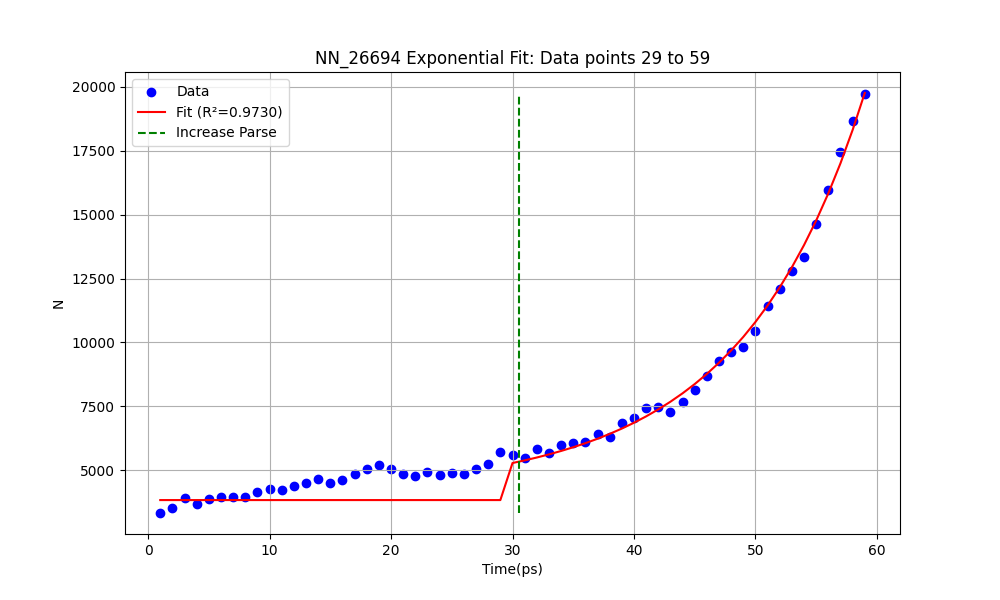 NN_26694 Exponential Fit: Data points 29 to 59
Data
Fit (R²=0.9730)
Increase Parse
20000
17500
15000
12500
10000
7500
5000
N
0 10 20 30 40 50 60
Time(ps)